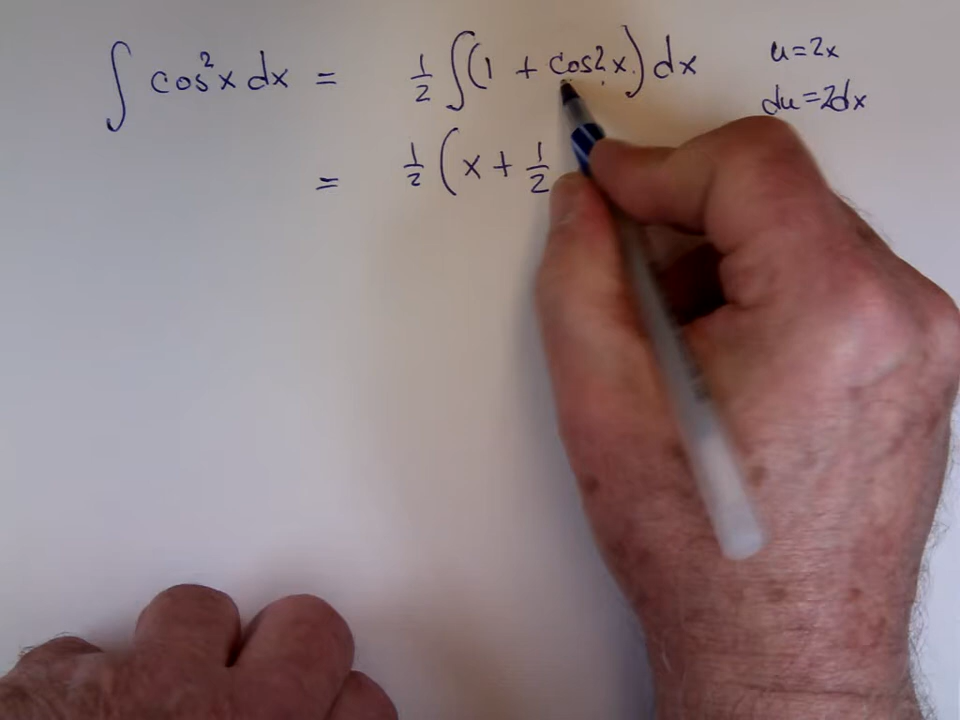 ∫ cos²x dx = ½ ∫(1 + cos2x) dx
u=2x
du=2dx
= ½ (x + ½